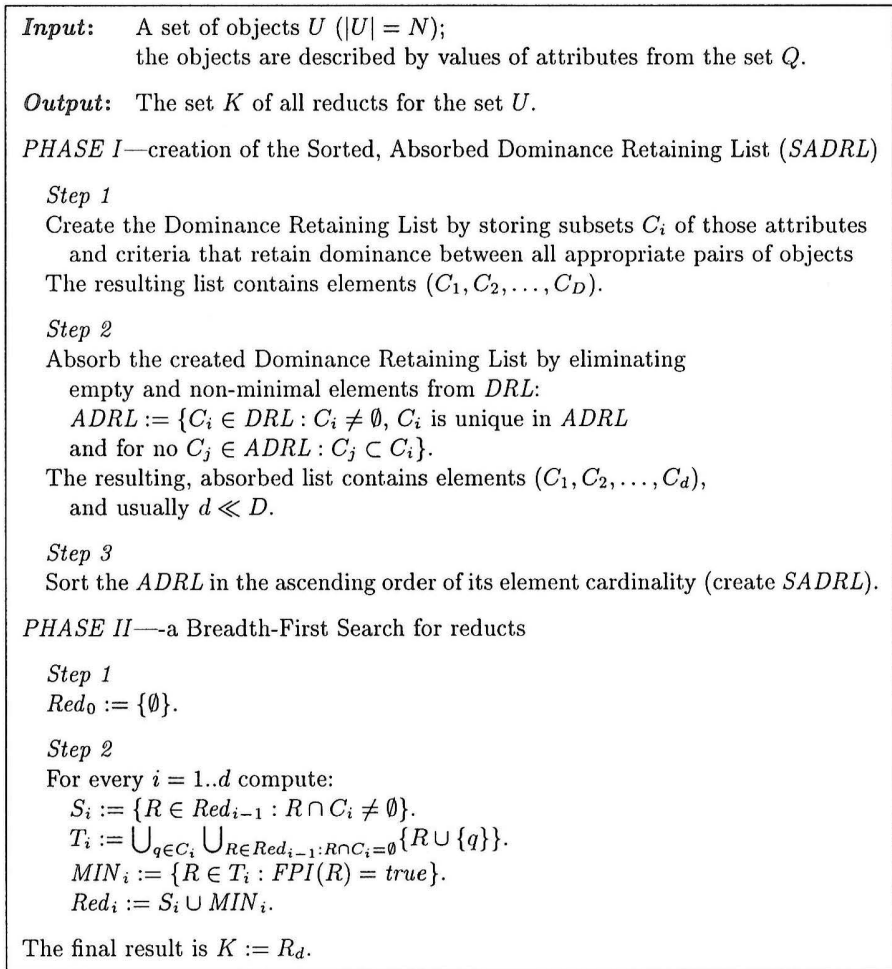 Input: A set of objects U (|U| = N);
the objects are described by values of attributes from the set Q.
Output: The set K of all reducts for the set U.
PHASE I—creation of the Sorted, Absorbed Dominance Retaining List (SADRL)
Step 1
Create the Dominance Retaining List by storing subsets C_i of those attributes
and criteria that retain dominance between all appropriate pairs of objects
The resulting list contains elements (C_1, C_2, . . . , C_D).
Step 2
Absorb the created Dominance Retaining List by eliminating
empty and non-minimal elements from DRL:
ADRL := {C_i ∈ DRL : C_i ≠ ∅, C_i is unique in ADRL
and for no C_j ∈ ADRL : C_j ⊂ C_i}.
The resulting, absorbed list contains elements (C_1, C_2, . . . , C_d),
and usually d ≪ D.
Step 3
Sort the ADRL in the ascending order of its element cardinality (create SADRL).
PHASE II—-a Breadth-First Search for reducts
Step 1
Red_0 := {∅}.
Step 2
For every i = 1..d compute:
S_i := {R ∈ Red_{i−1} : R ∩ C_i ≠ ∅}.
T_i := ⋃_{q∈C_i} ⋃_{R∈Red_{i−1}:R∩C_i=∅}{R ∪ {q}}.
MIN_i := {R ∈ T_i : FPI(R) = true}.
Red_i := S_i ∪ MIN_i.
The final result is K := R_d.